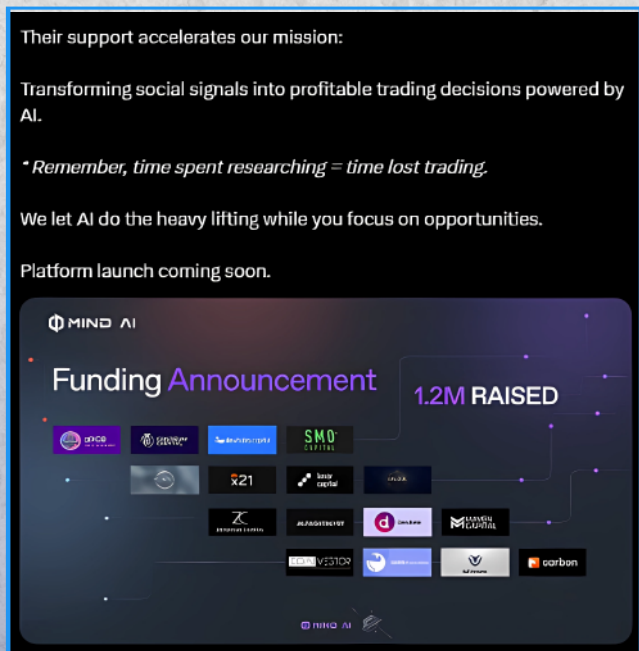 Their support accelerates our mission:
Transforming social signals into profitable trading decisions powered by
AI.
* Remember, time spent researching = time lost trading.
We let AI do the heavy lifting while you focus on opportunities.
Platform launch coming soon.
MIND AI
Funding Announcement
1.2M RAISED
SMO
CAPITAL
x21
capital
CAPITAL
carbon
MIND AI